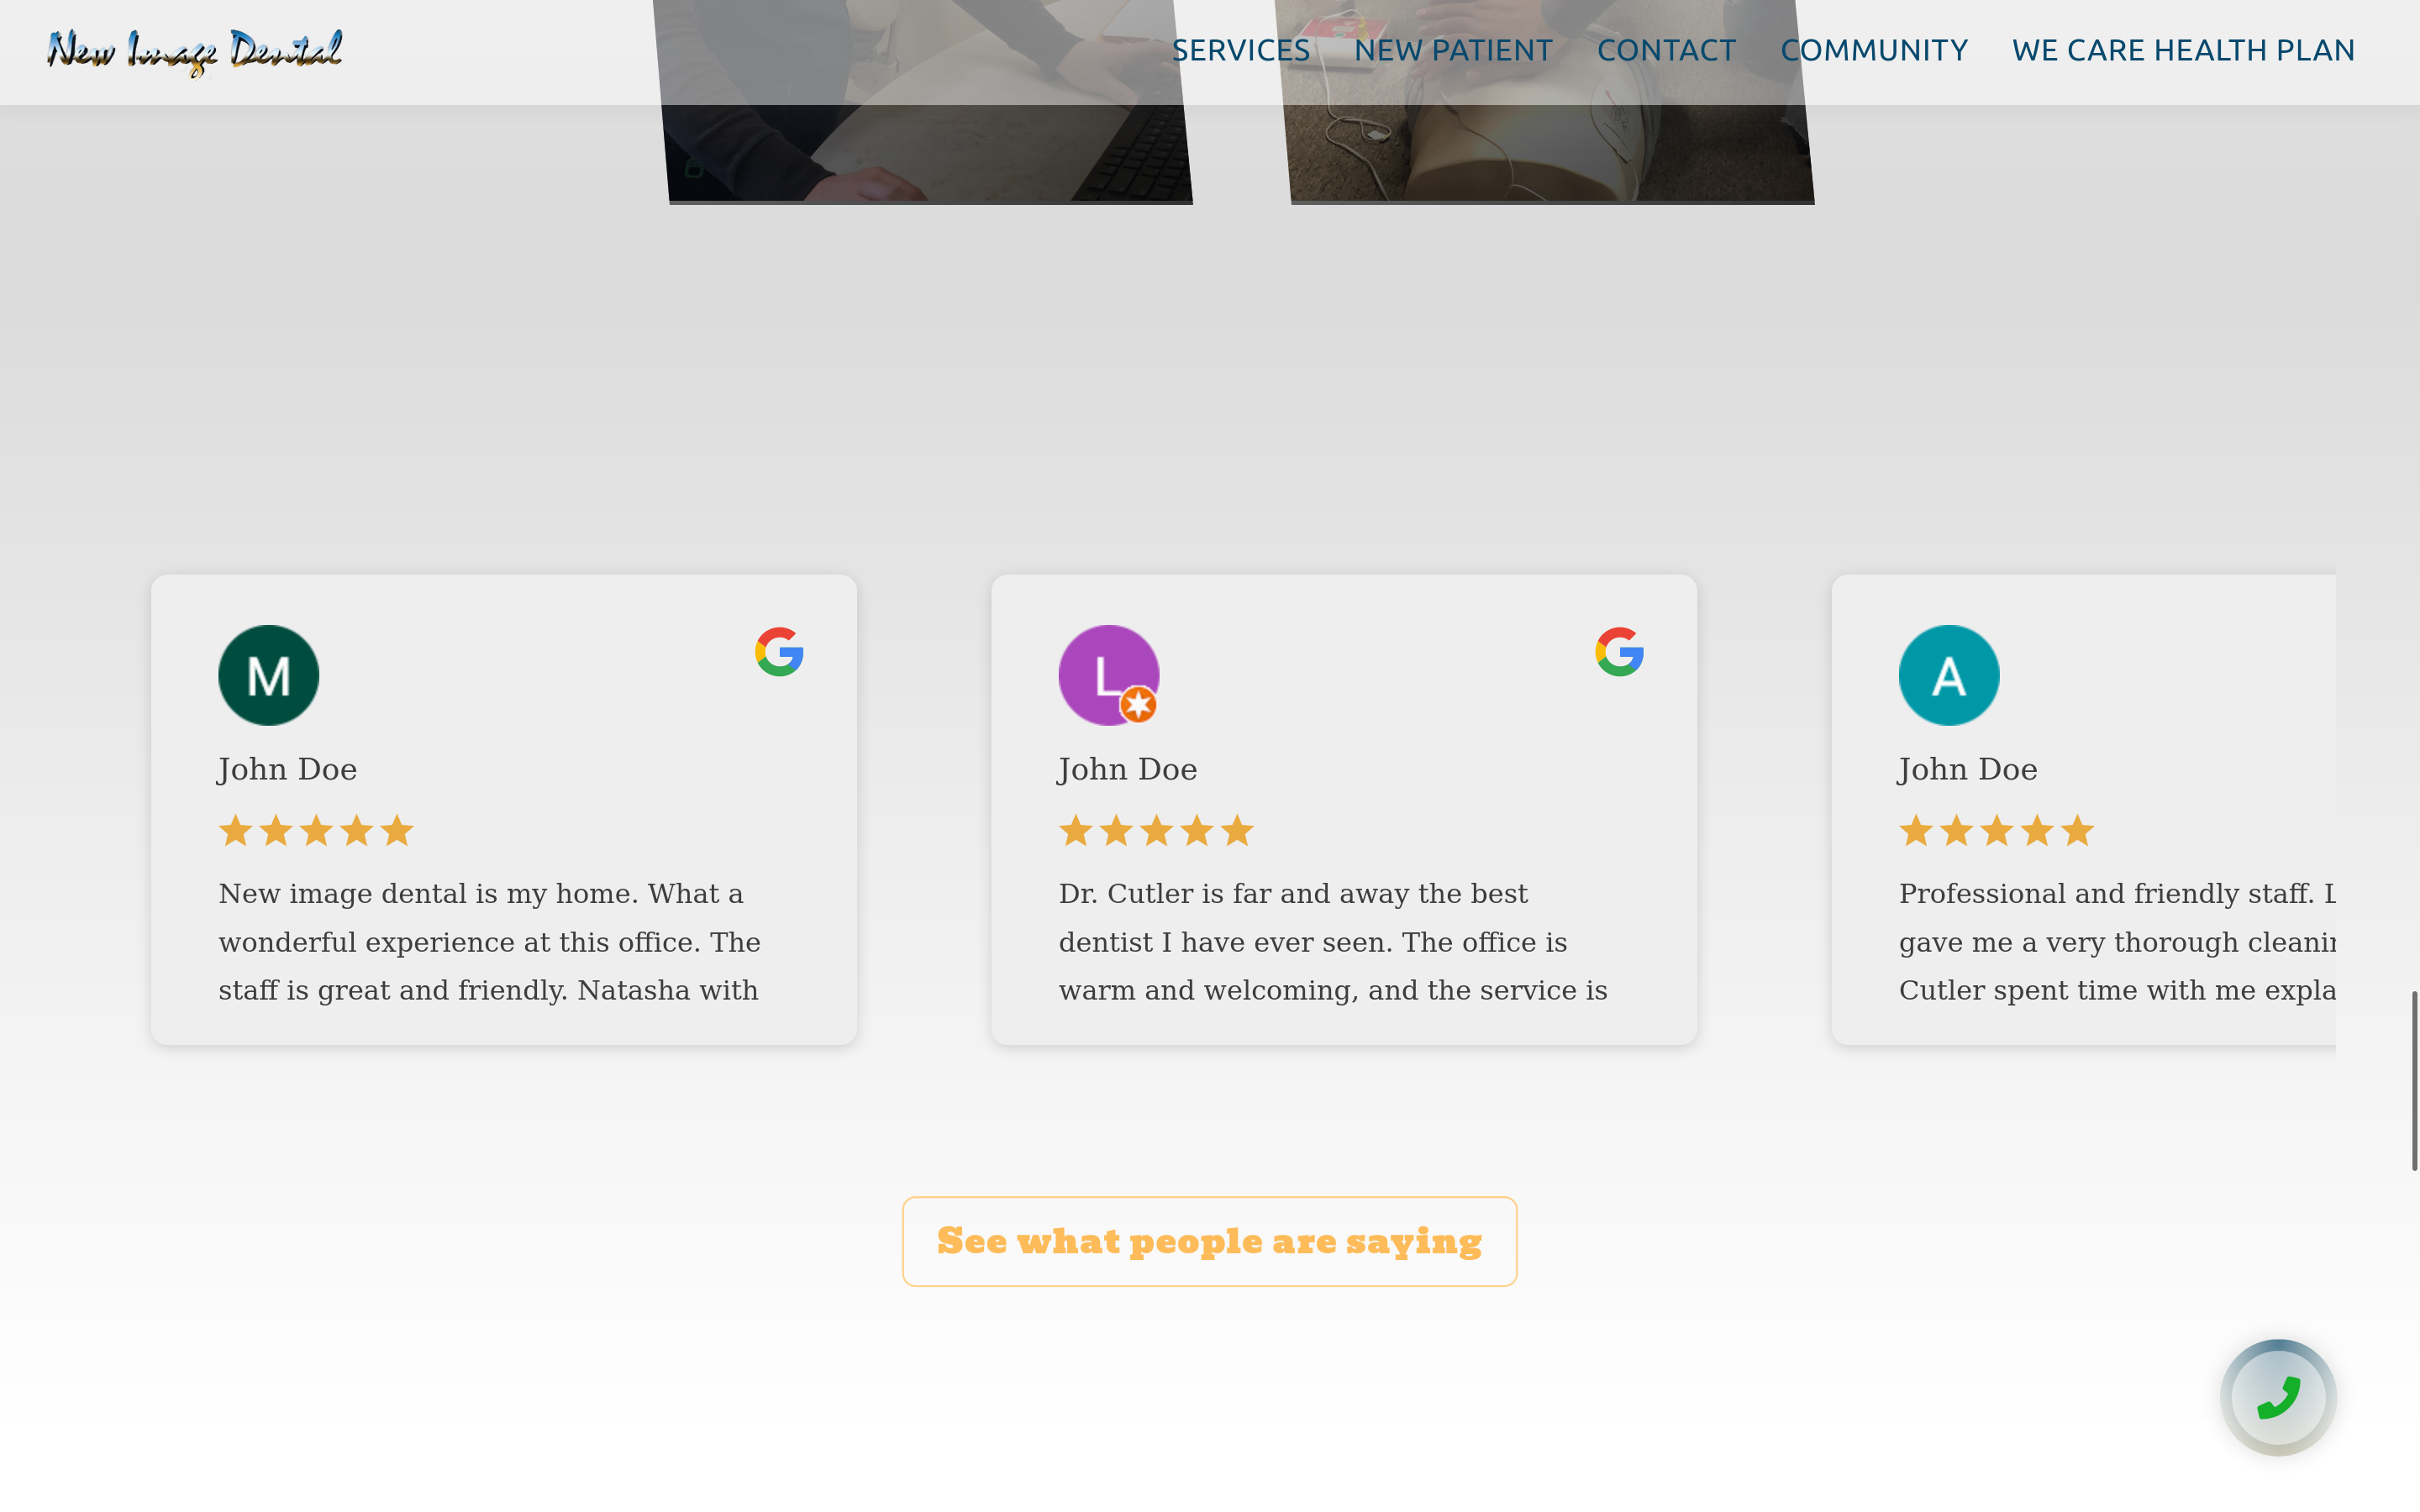 New Image Dental
SERVICES NEW PATIENT CONTACT COMMUNITY WE CARE HEALTH PLAN
M
John Doe
New image dental is my home. What a
wonderful experience at this office. The
staff is great and friendly. Natasha with
L
John Doe
Dr. Cutler is far and away the best
dentist I have ever seen. The office is
warm and welcoming, and the service is
A
John Doe
Professional and friendly staff. L
gave me a very thorough cleanin
Cutler spent time with me expla
See what people are saying